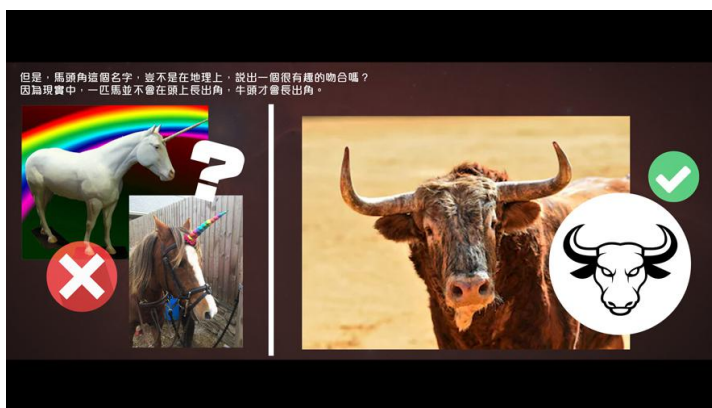 但是，馬頭角這個名字，豈不是在地理上，說出一個很有趣的吻合嗎？
因為現實中，一匹馬並不會在頭上長出角，牛頭才會長出角。
?